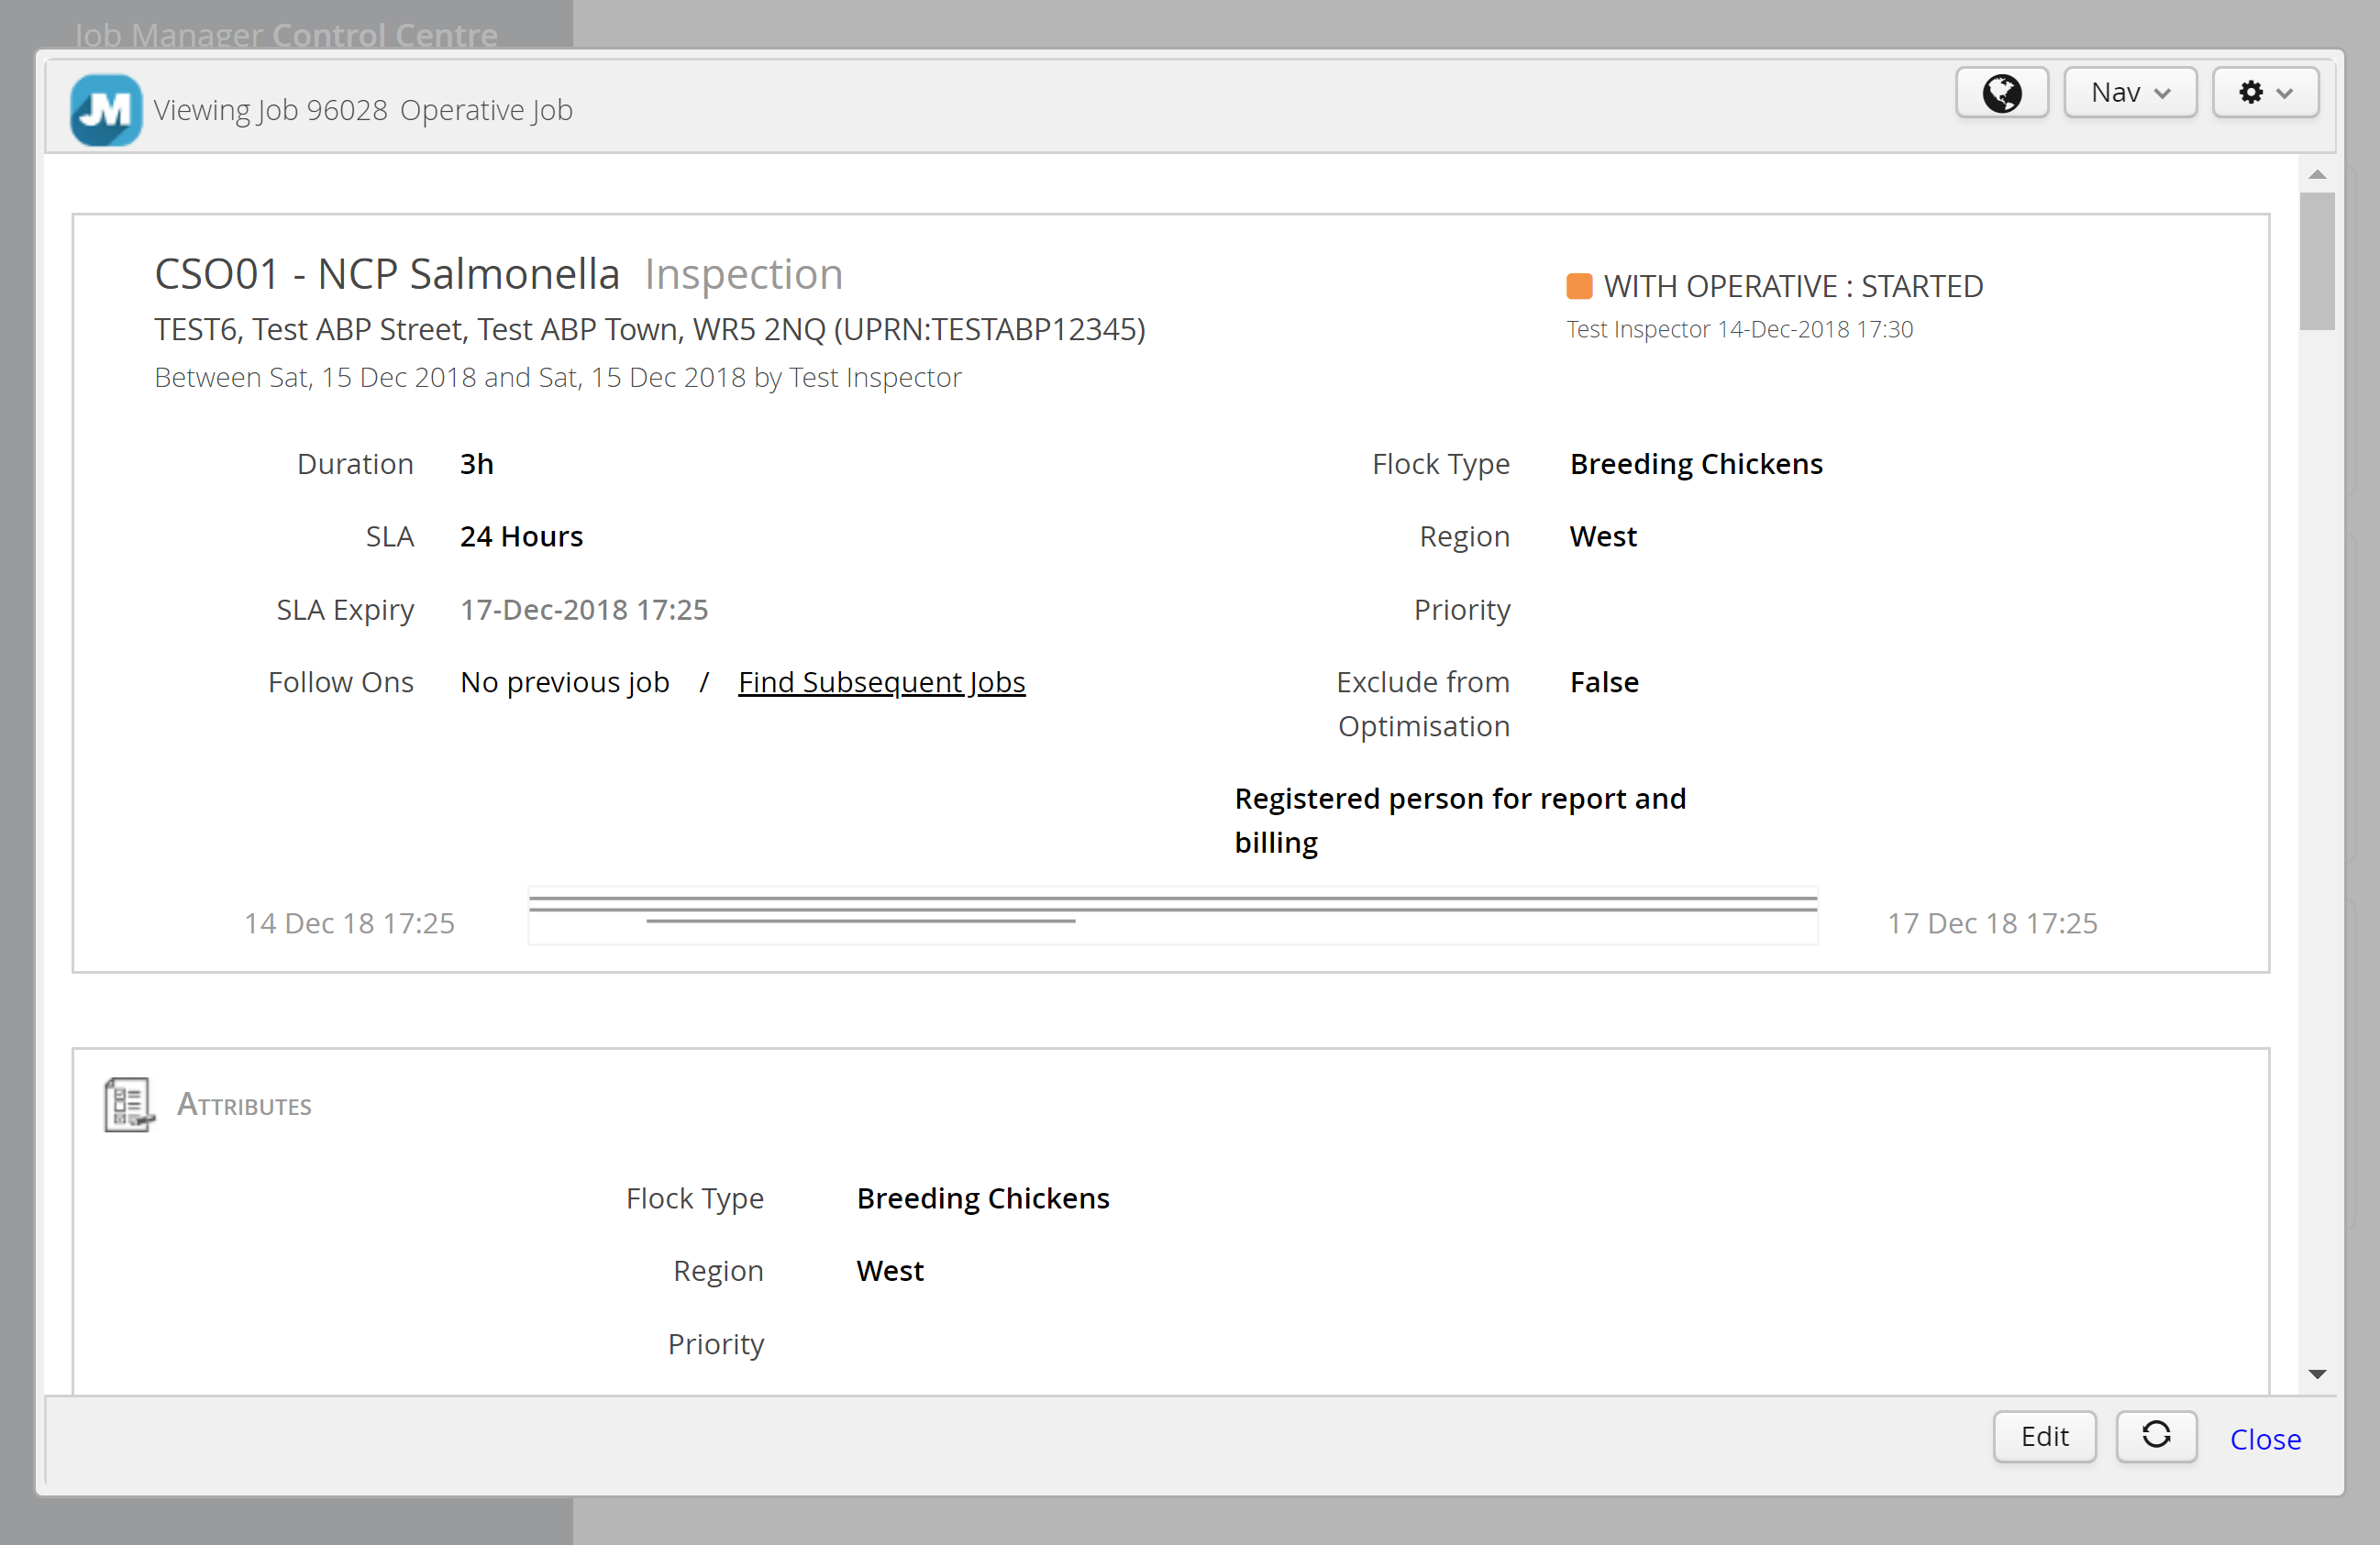 Job Manager Control Centre
JM Viewing Job 96028 Operative Job
Nav
CSO01 - NCP Salmonella Inspection
WITH OPERATIVE : STARTED
TEST6, Test ABP Street, Test ABP Town, WR5 2NQ (UPRN:TESTABP12345)
Test Inspector 14-Dec-2018 17:30
Between Sat, 15 Dec 2018 and Sat, 15 Dec 2018 by Test Inspector
Duration 3h
SLA 24 Hours
SLA Expiry 17-Dec-2018 17:25
Follow Ons No previous job / Find Subsequent Jobs
Flock Type Breeding Chickens
Region West
Priority
Exclude from False
Optimisation
Registered person for report and
billing
14 Dec 18 17:25
17 Dec 18 17:25
Attributes
Flock Type Breeding Chickens
Region West
Priority
Edit
Close